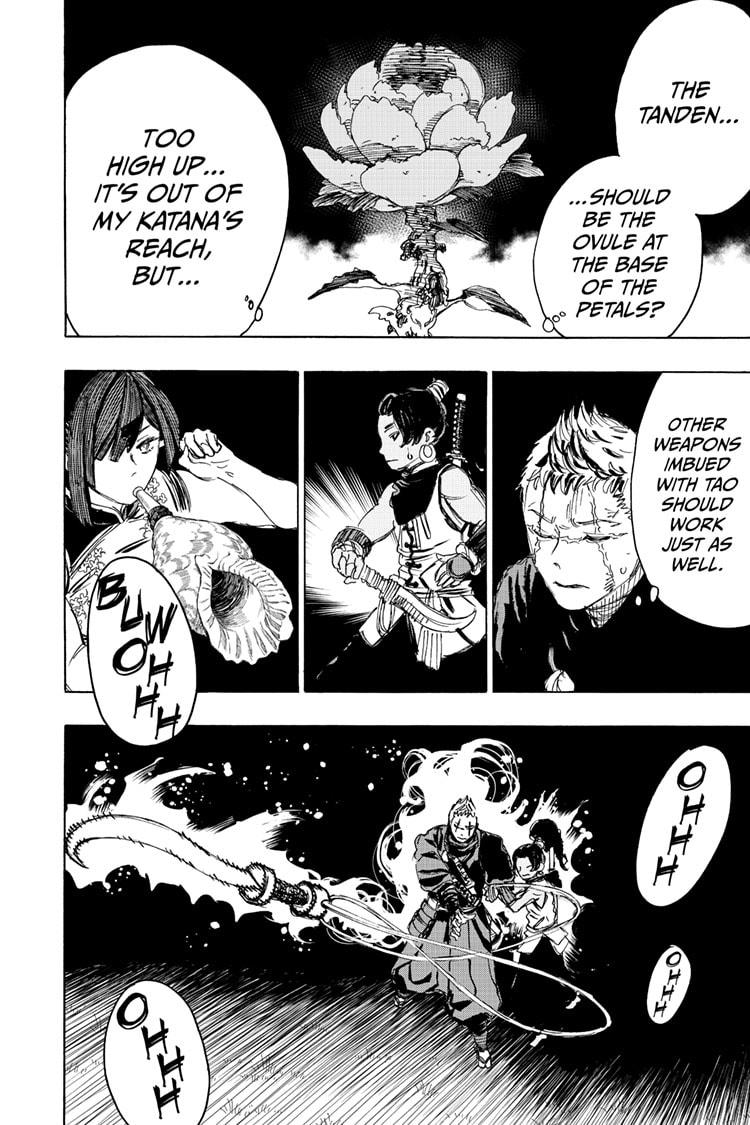 THE
TANDEN...
...SHOULD
BE THE
OVULE AT
THE BASE
OF THE
PETALS?
TOO
HIGH UP...
IT'S OUT OF
MY KATANA'S
REACH,
BUT...
OTHER
WEAPONS
IMBUED
WITH TAO
SHOULD
WORK
JUST AS
WELL.
BUWOHHHH
OHHH
OHHH
OHHH